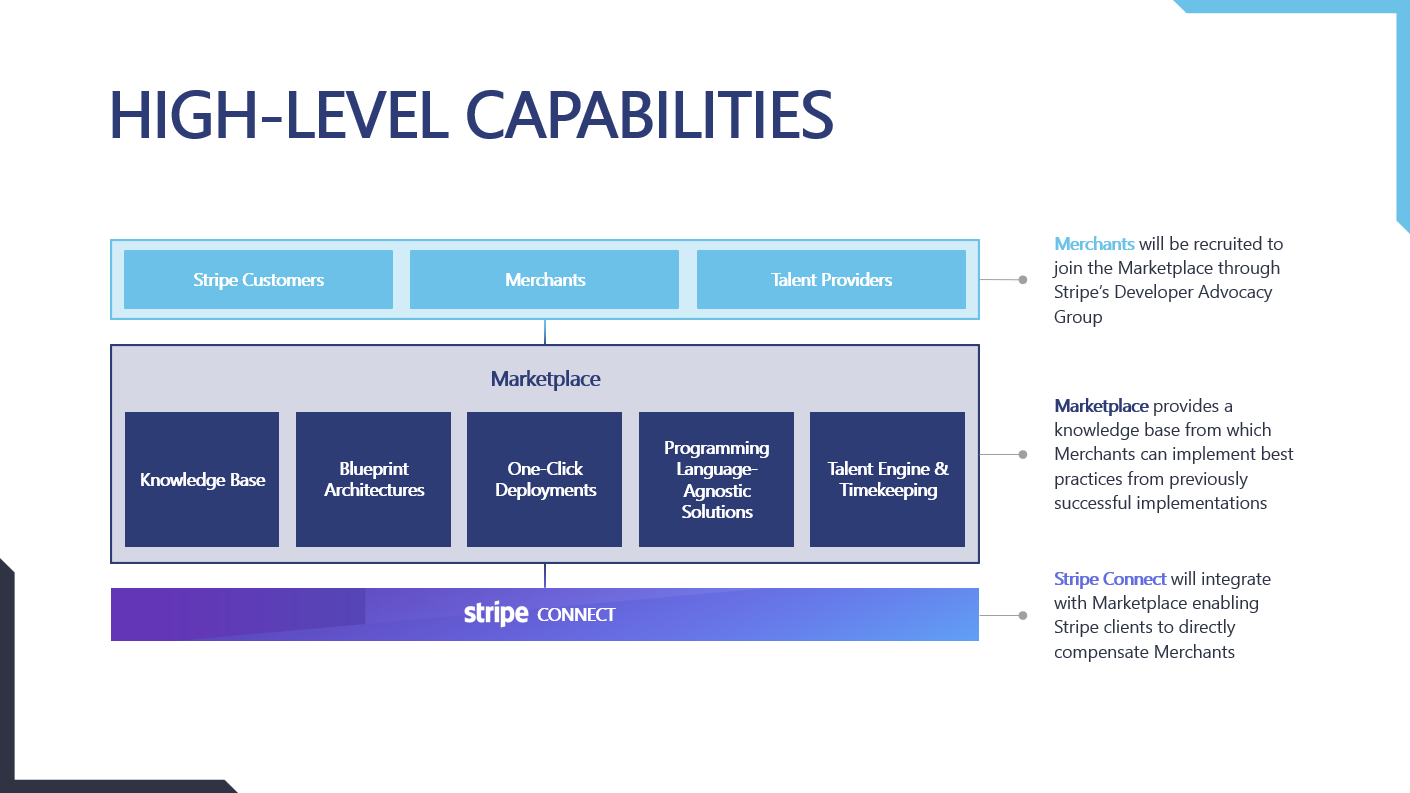 HIGH-LEVEL CAPABILITIES
Stripe Customers
Merchants
Talent Providers
Merchants will be recruited to
join the Marketplace through
Stripe’s Developer Advocacy
Group
Marketplace
Knowledge Base
Blueprint
Architectures
One-Click
Deployments
Programming
Language-
Agnostic
Solutions
Talent Engine &
Timekeeping
Marketplace provides a
knowledge base from which
Merchants can implement best
practices from previously
successful implementations
stripe CONNECT
Stripe Connect will integrate
with Marketplace enabling
Stripe clients to directly
compensate Merchants